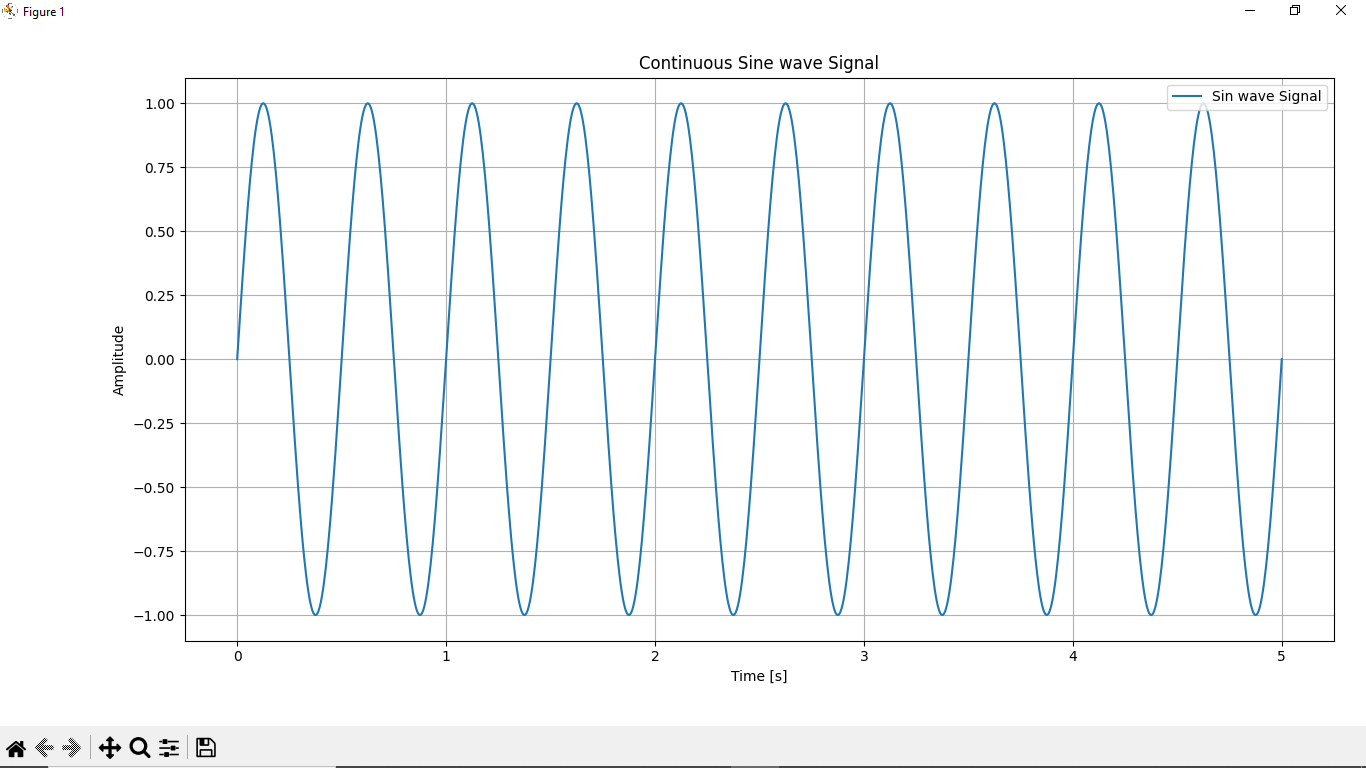 Figure 1
Continuous Sine wave Signal
Sin wave Signal
1.00
0.75
0.50
0.25
0.00
−0.25
−0.50
−0.75
−1.00
Amplitude
0 1 2 3 4 5
Time [s]